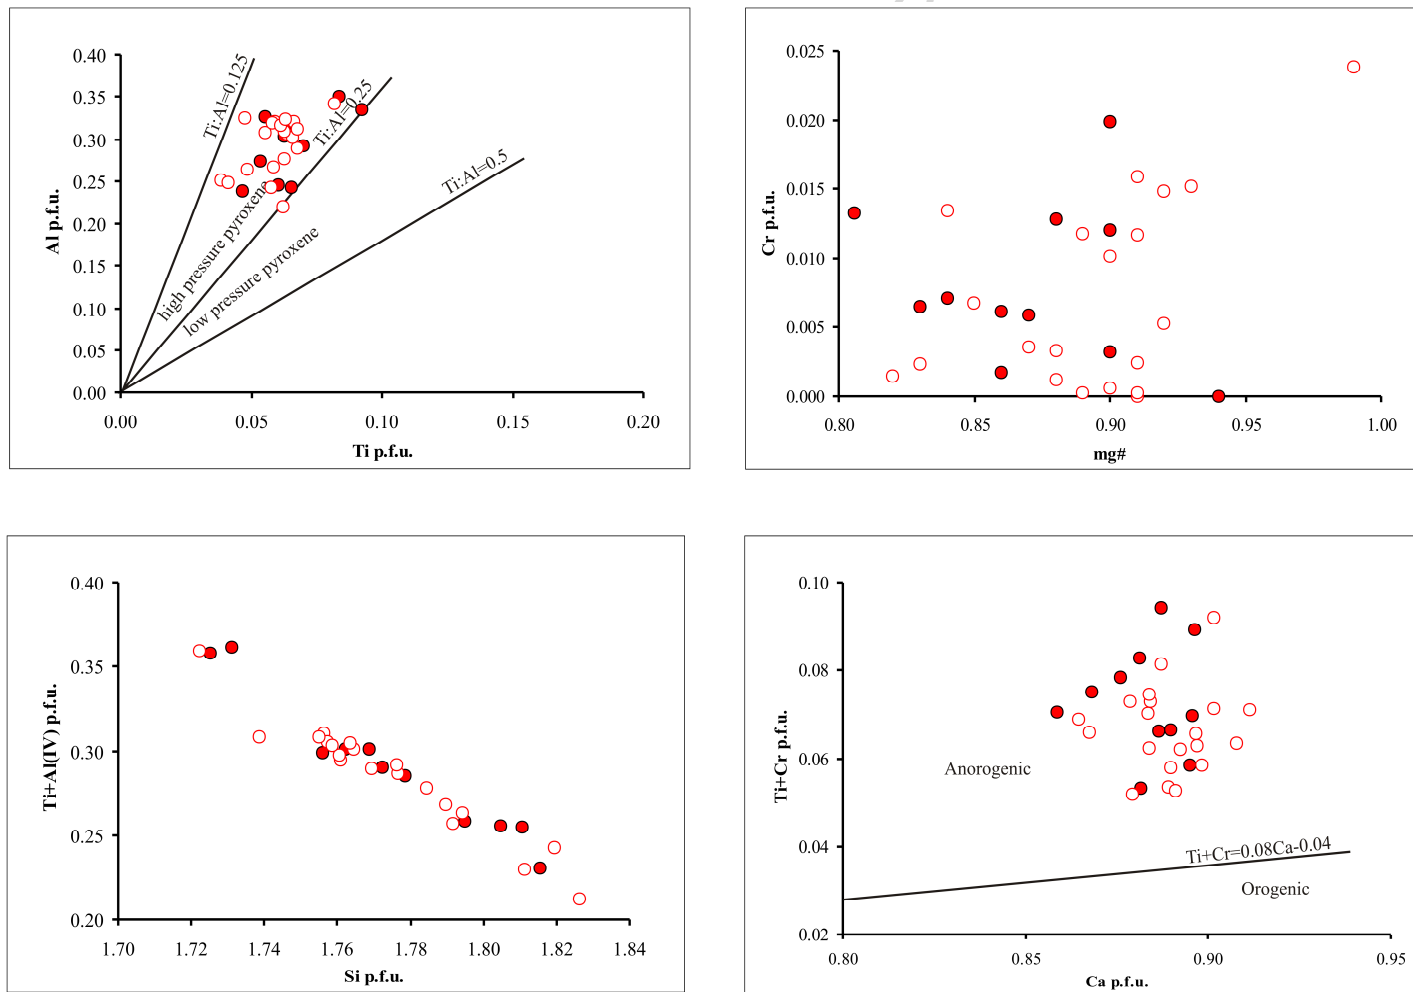 0.40
0.35
0.30
0.25
0.20
0.15
0.10
0.05
0.00
Al p.f.u.
Ti:Al=0.125
Ti:Al=0.25
Ti:Al=0.5
high pressure pyroxene
low pressure pyroxene
0.00 0.05 0.10 0.15 0.20
Ti p.f.u.
0.025
0.020
0.015
0.010
0.005
0.000
Cr p.f.u.
0.80 0.85 0.90 0.95 1.00
mg#
0.40
0.35
0.30
0.25
0.20
Ti+Al(IV) p.f.u.
1.70 1.72 1.74 1.76 1.78 1.80 1.82 1.84
Si p.f.u.
0.10
0.08
0.06
0.04
0.02
Ti+Cr p.f.u.
Anorogenic
Ti+Cr=0.08Ca-0.04
Orogenic
0.80 0.85 0.90 0.95
Ca p.f.u.